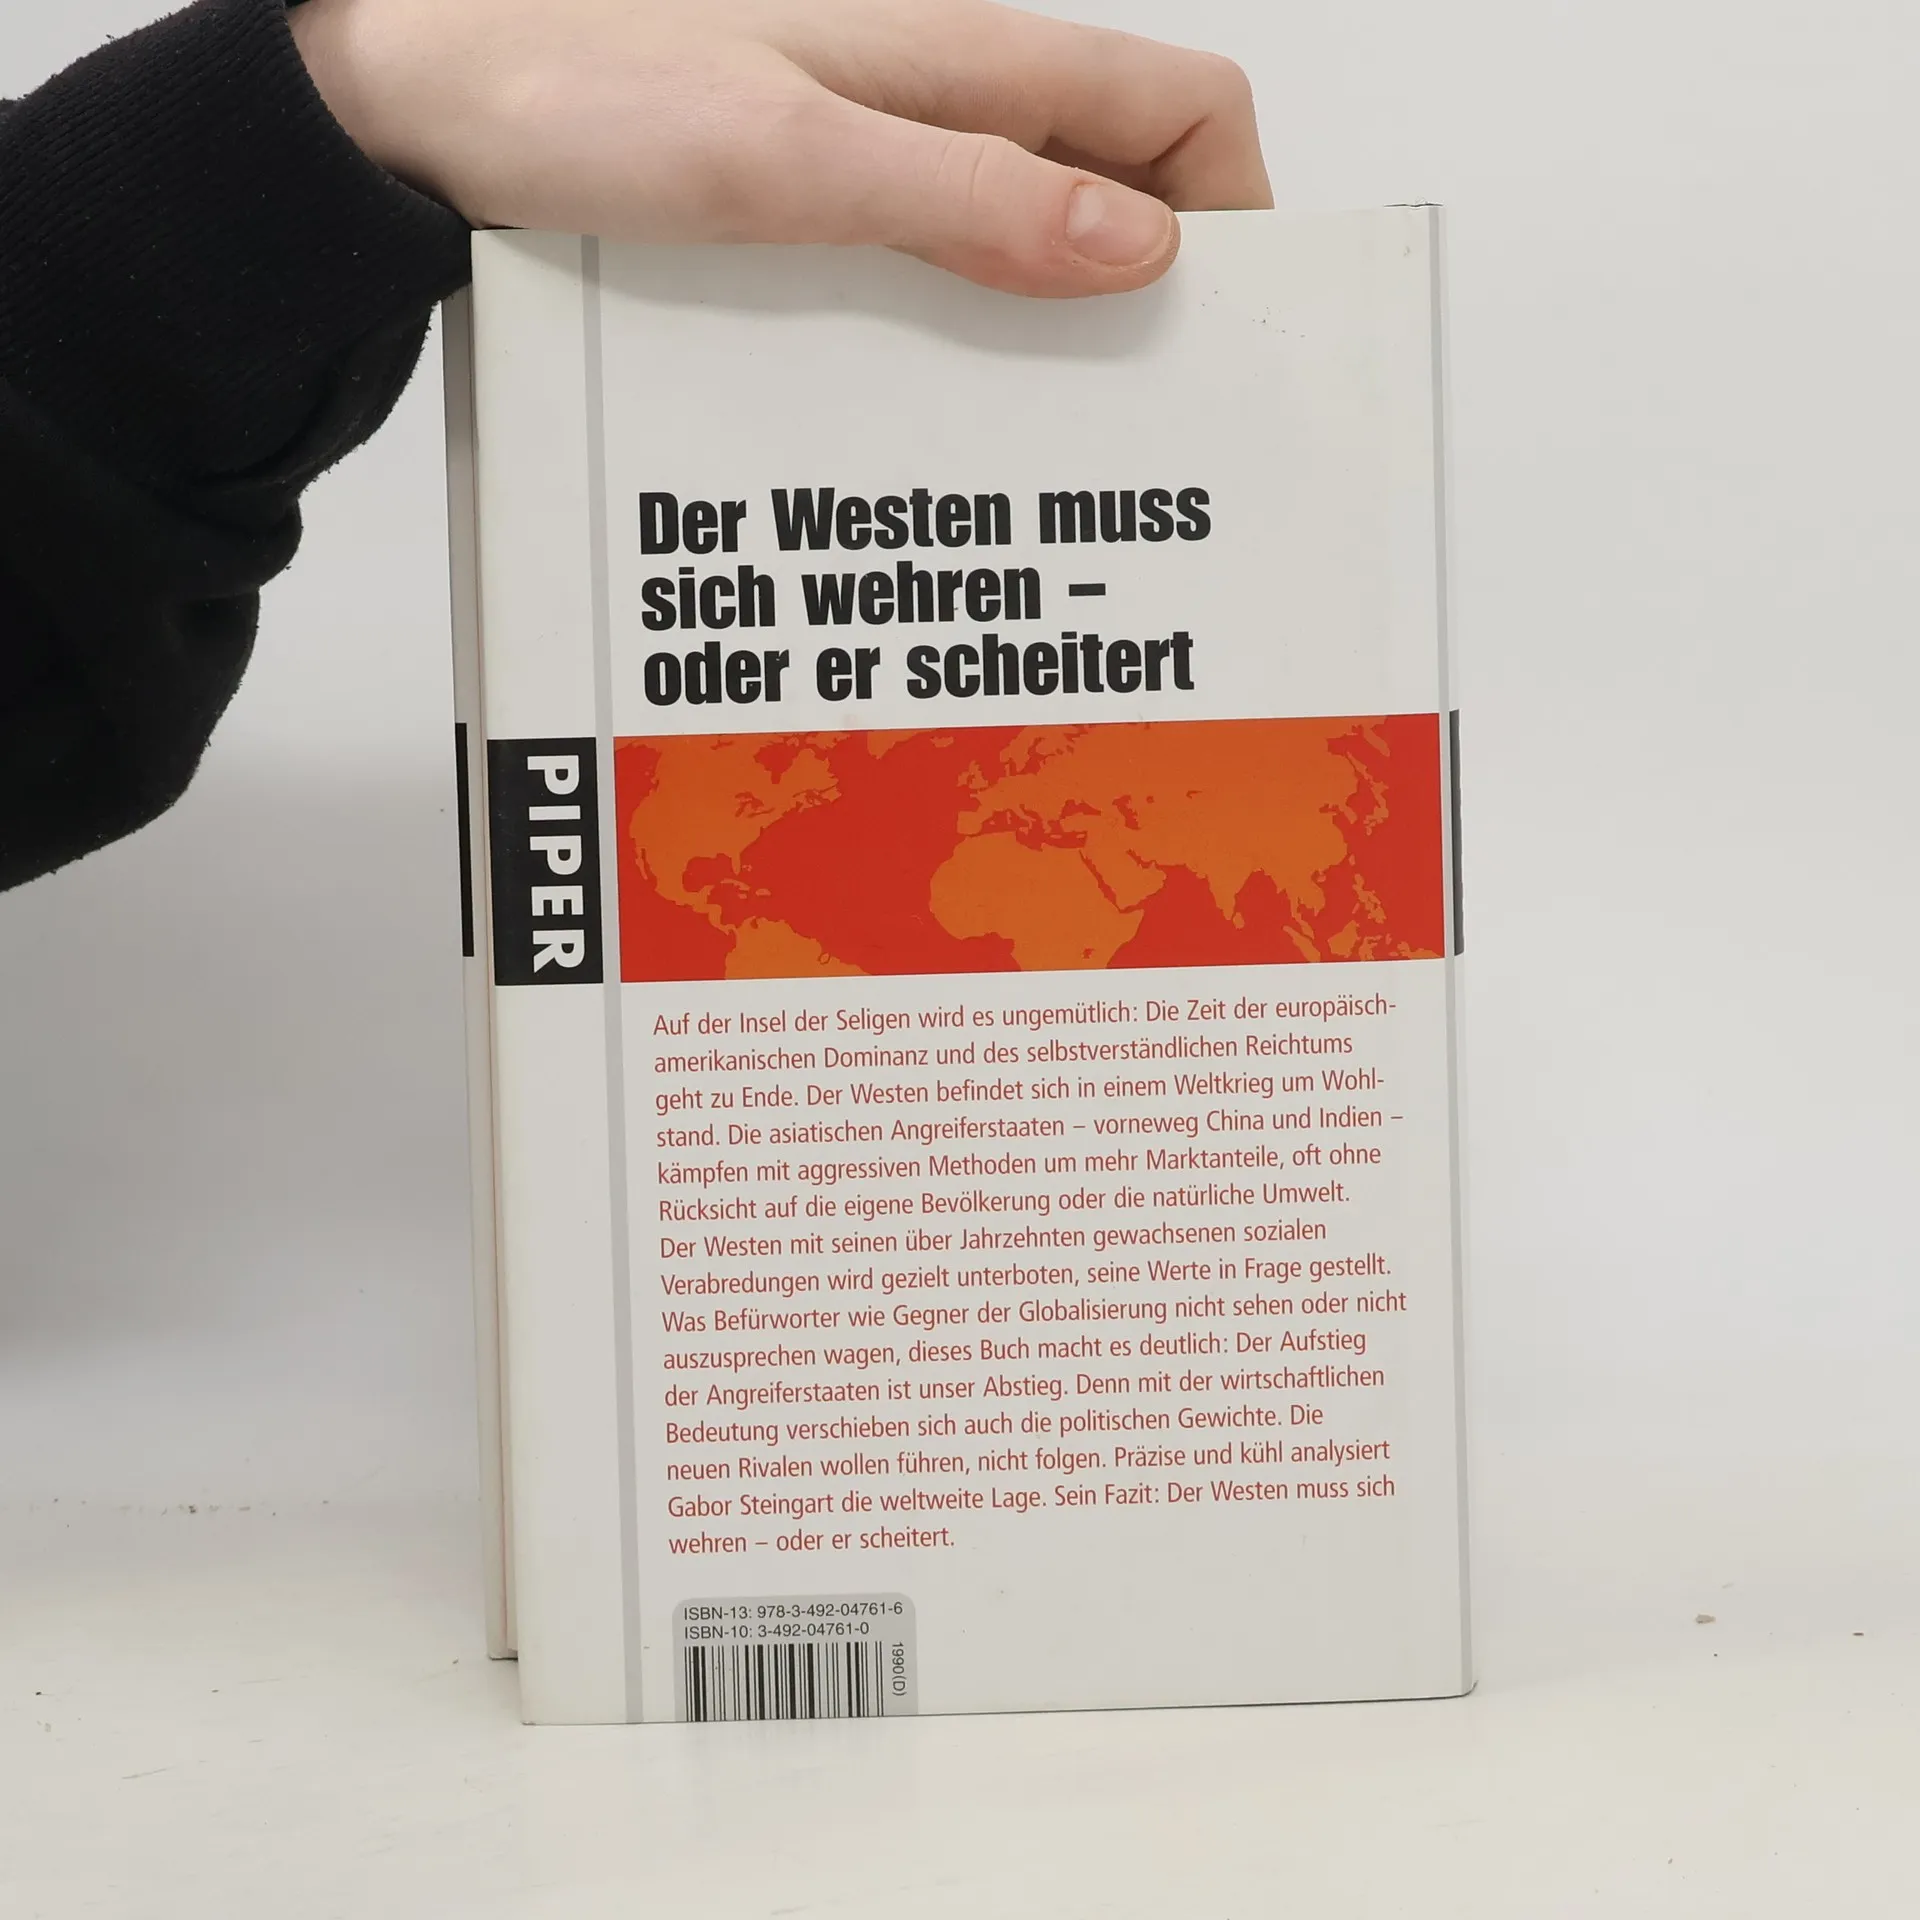 Der Westen muss
sich wehren –
oder er scheitert
PIPER
Auf der Insel der Seligen wird es ungemütlich: Die Zeit der europäisch-
amerikanischen Dominanz und des selbstverständlichen Reichtums
geht zu Ende. Der Westen befindet sich in einem Weltkrieg um Wohl-
stand. Die asiatischen Angreiferstaaten – vorneweg China und Indien –
kämpfen mit aggressiven Methoden um mehr Marktanteile, oft ohne
Rücksicht auf die eigene Bevölkerung oder die natürliche Umwelt.
Der Westen mit seinen über Jahrzehnten gewachsenen sozialen
Verabredungen wird gezielt unterboten, seine Werte in Frage gestellt.
Was Befürworter wie Gegner der Globalisierung nicht sehen oder nicht
auszusprechen wagen, dieses Buch macht es deutlich: Der Aufstieg
der Angreiferstaaten ist unser Abstieg. Denn mit der wirtschaftlichen
Bedeutung verschieben sich auch die politischen Gewichte. Die
neuen Rivalen wollen führen, nicht folgen. Präzise und kühl analysiert
Gabor Steingart die weltweite Lage. Sein Fazit: Der Westen muss sich
wehren – oder er scheitert.
ISBN-13: 978-3-492-04761-6
ISBN-10: 3-492-04761-0
1990(D)